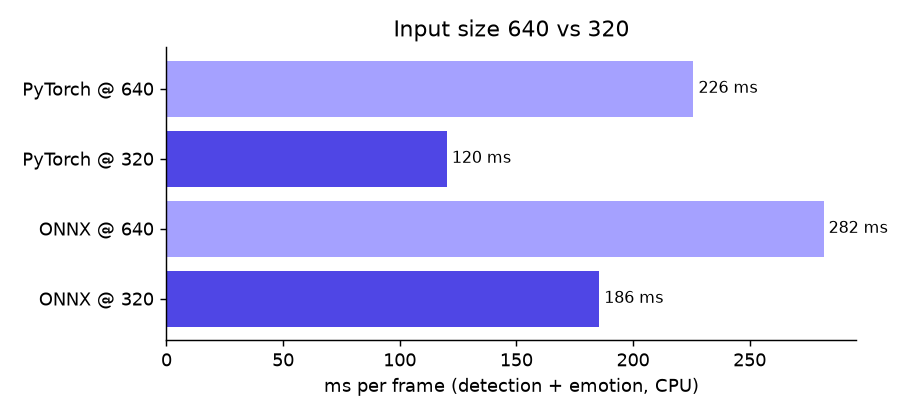 Input size 640 vs 320
PyTorch @ 640
226 ms
PyTorch @ 320
120 ms
ONNX @ 640
282 ms
ONNX @ 320
186 ms
0 50 100 150 200 250
ms per frame (detection + emotion, CPU)